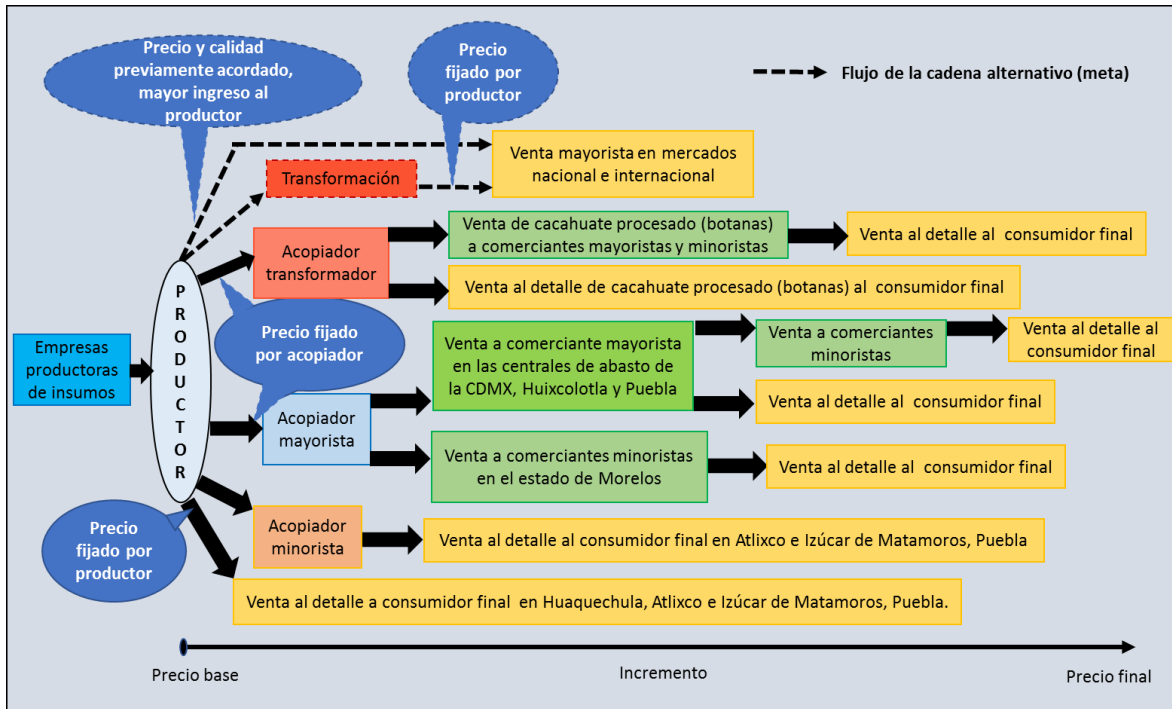 Precio y calidad
previamente acordado,
mayor ingreso al
productor
Precio
fijado por
productor
Flujo de la cadena alternativo (meta)
Transformación
Venta mayorista en mercados
nacional e internacional
Acopiador
transformador
Venta de cacahuate procesado (botanas)
a comerciantes mayoristas y minoristas
Venta al detalle al consumidor final
Venta al detalle de cacahuate procesado (botanas) al consumidor final
Empresas
productoras
de insumos
PRODUCTOR
Precio fijado
por acopiador
Venta a comerciante mayorista
en las centrales de abasto de
la CDMX, Huixcolotla y Puebla
Venta a comerciantes
minoristas
Venta al detalle al
consumidor final
Venta al detalle al consumidor final
Acopiador
mayorista
Venta a comerciantes minoristas
en el estado de Morelos
Venta al detalle al consumidor final
Precio
fijado por
productor
Acopiador
minorista
Venta al detalle al consumidor final en Atlixco e Izúcar de Matamoros, Puebla
Venta al detalle a consumidor final en Huaquechula, Atlixco e Izúcar de Matamoros, Puebla.
Precio base
Incremento
Precio final